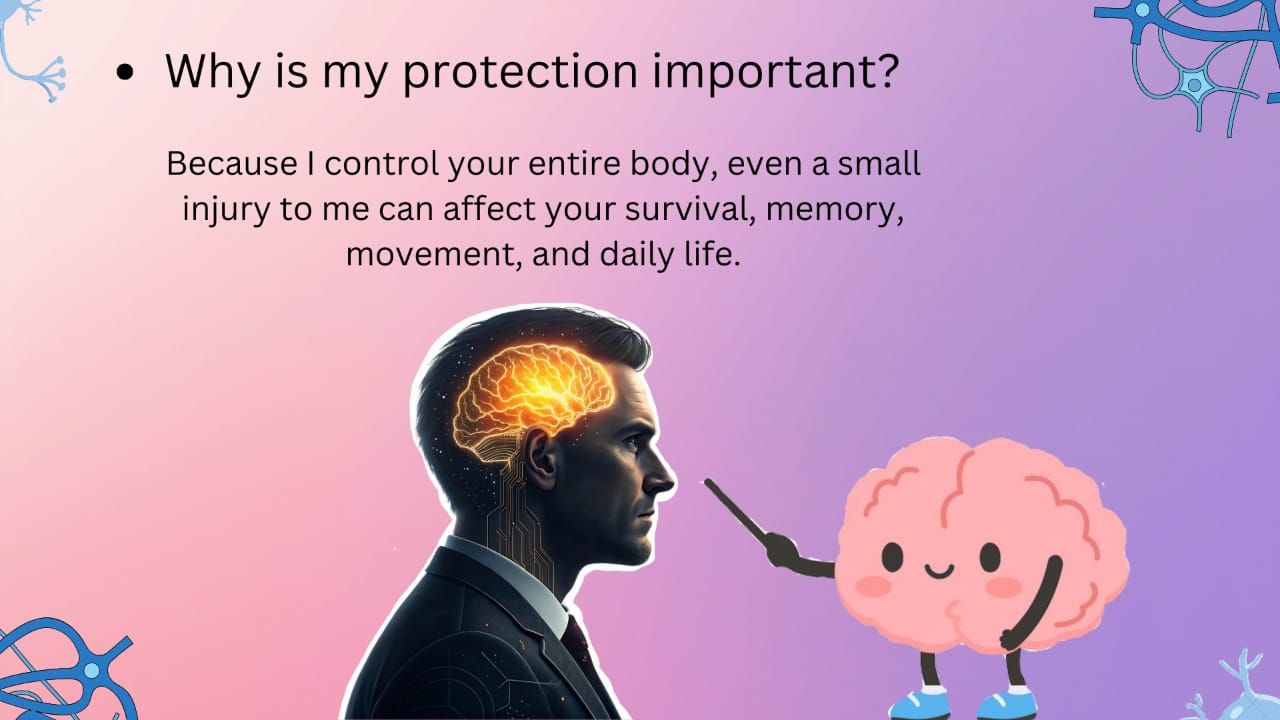 • Why is my protection important?
Because I control your entire body, even a small
injury to me can affect your survival, memory,
movement, and daily life.